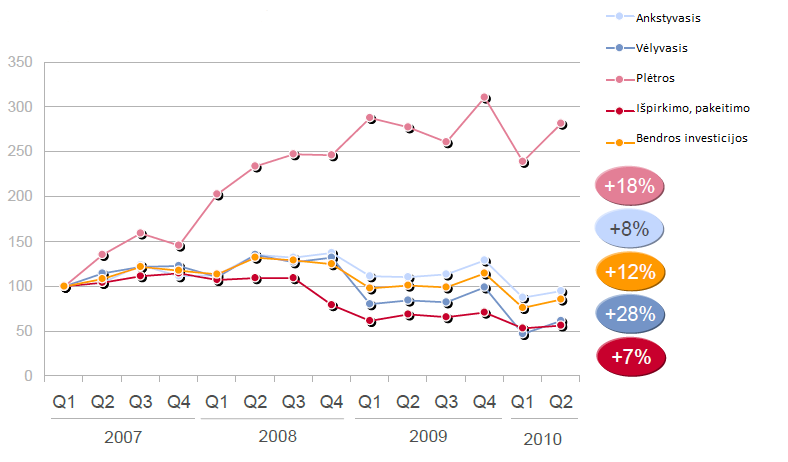 Ankstyvasis
Vėlyvasis
Plėtros
Išpirkimo, pakeitimo
Bendros investicijos
350
300
250
200
150
100
50
0
+18%
+8%
+12%
+28%
+7%
Q1 Q2 Q3 Q4 Q1 Q2 Q3 Q4 Q1 Q2 Q3 Q4 Q1 Q2
2007 2008 2009 2010